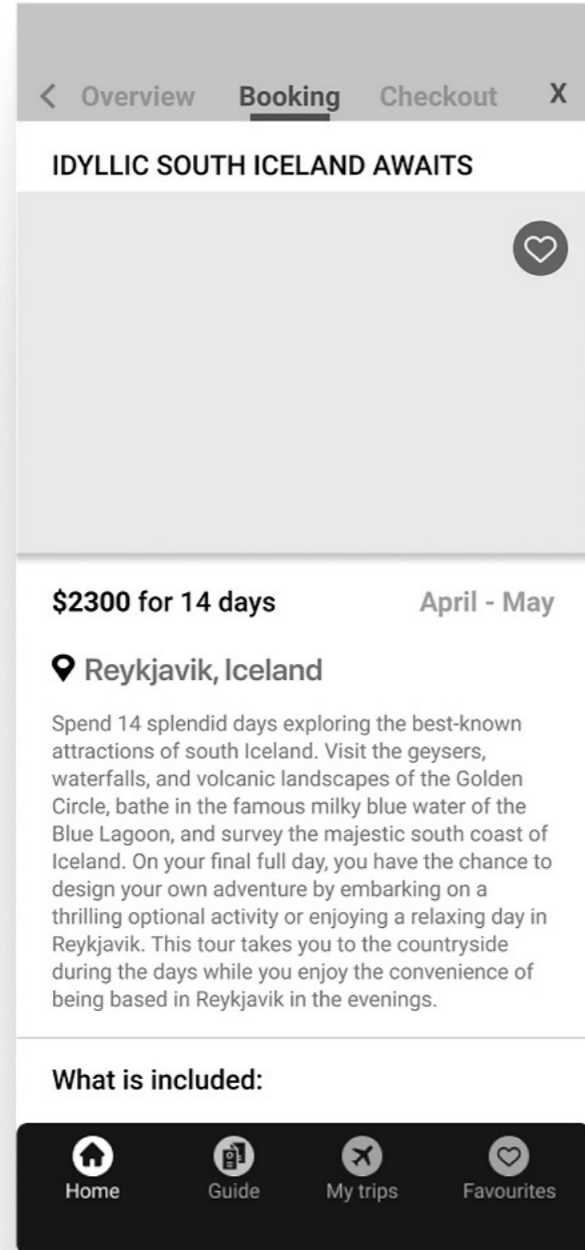 Overview Booking Checkout X
IDYLLIC SOUTH ICELAND AWAITS
$2300 for 14 days April - May
Reykjavik, Iceland
Spend 14 splendid days exploring the best-known
attractions of south Iceland. Visit the geysers,
waterfalls, and volcanic landscapes of the Golden
Circle, bathe in the famous milky blue water of the
Blue Lagoon, and survey the majestic south coast of
Iceland. On your final full day, you have the chance to
design your own adventure by embarking on a
thrilling optional activity or enjoying a relaxing day in
Reykjavik. This tour takes you to the countryside
during the days while you enjoy the convenience of
being based in Reykjavik in the evenings.
What is included:
Home Guide My trips Favourites